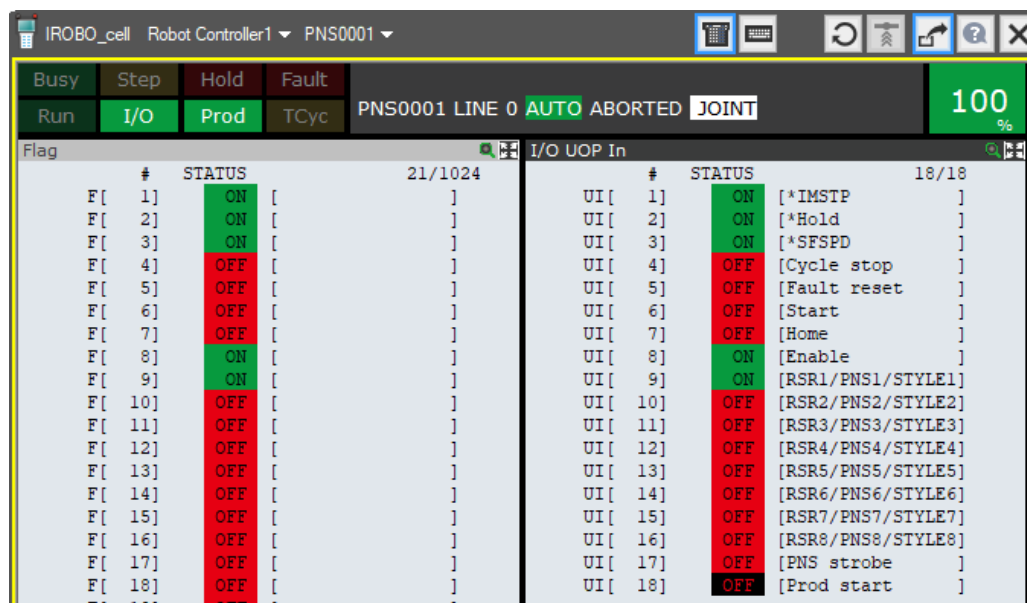 IROBO_cell Robot Controller1 PNS0001
Busy Step Hold Fault
Run I/O Prod TCyc
PNS0001 LINE 0 AUTO ABORTED JOINT
100
%
Flag
# STATUS 21/1024
F[ 1] ON [ ]
F[ 2] ON [ ]
F[ 3] ON [ ]
F[ 4] OFF [ ]
F[ 5] OFF [ ]
F[ 6] OFF [ ]
F[ 7] OFF [ ]
F[ 8] ON [ ]
F[ 9] ON [ ]
F[ 10] OFF [ ]
F[ 11] OFF [ ]
F[ 12] OFF [ ]
F[ 13] OFF [ ]
F[ 14] OFF [ ]
F[ 15] OFF [ ]
F[ 16] OFF [ ]
F[ 17] OFF [ ]
F[ 18] OFF [ ]
I/O UOP In
# STATUS 18/18
UI[ 1] ON [*IMSTP ]
UI[ 2] ON [*Hold ]
UI[ 3] ON [*SFSPD ]
UI[ 4] OFF [Cycle stop ]
UI[ 5] OFF [Fault reset ]
UI[ 6] OFF [Start ]
UI[ 7] OFF [Home ]
UI[ 8] ON [Enable ]
UI[ 9] ON [RSR1/PNS1/STYLE1]
UI[ 10] OFF [RSR2/PNS2/STYLE2]
UI[ 11] OFF [RSR3/PNS3/STYLE3]
UI[ 12] OFF [RSR4/PNS4/STYLE4]
UI[ 13] OFF [RSR5/PNS5/STYLE5]
UI[ 14] OFF [RSR6/PNS6/STYLE6]
UI[ 15] OFF [RSR7/PNS7/STYLE7]
UI[ 16] OFF [RSR8/PNS8/STYLE8]
UI[ 17] OFF [PNS strobe ]
UI[ 18] OFF [Prod start ]